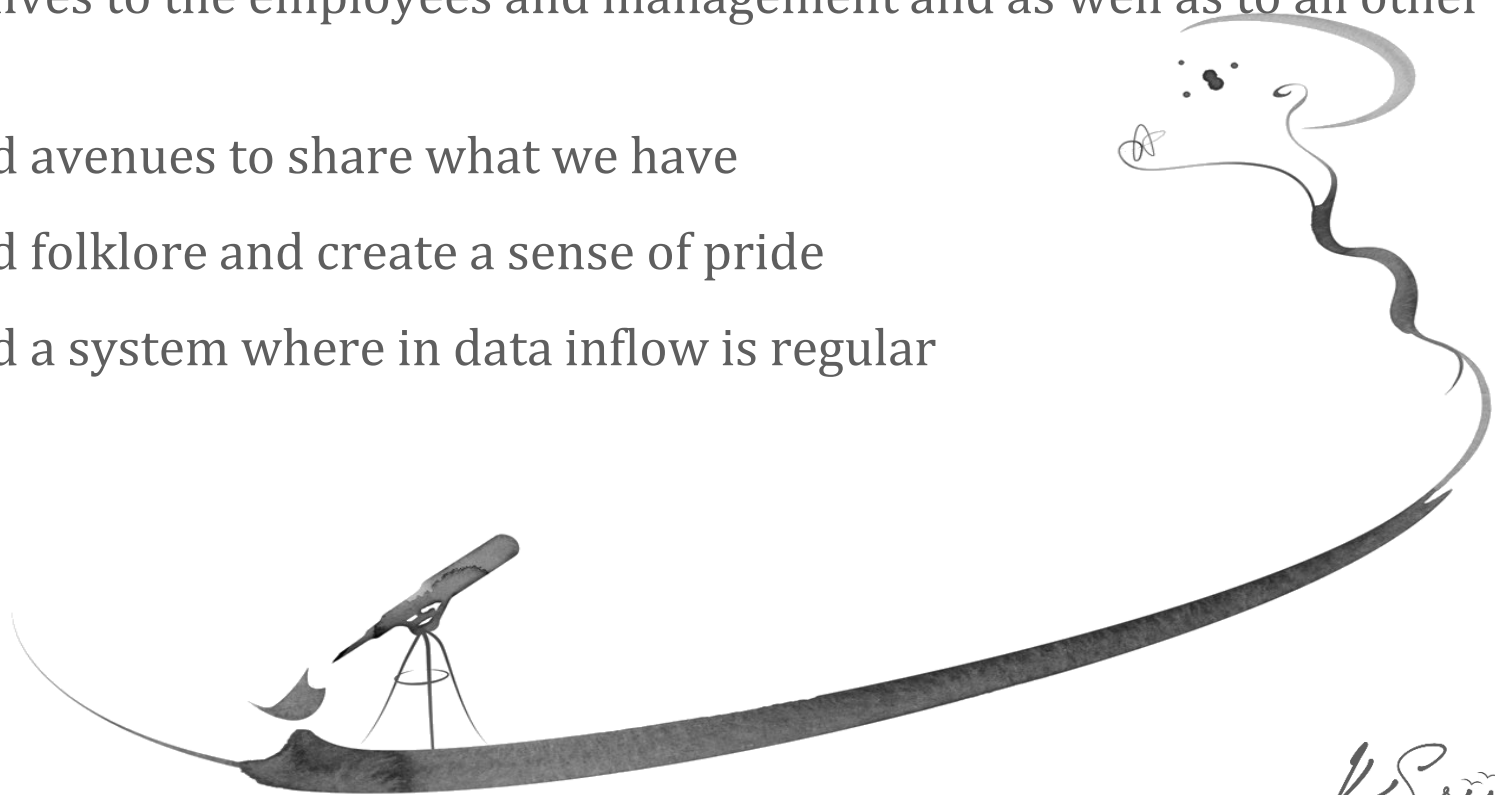 to the employees and management and as well as to all other
avenues to share what we have
folklore and create a sense of pride
a system where in data inflow is regular